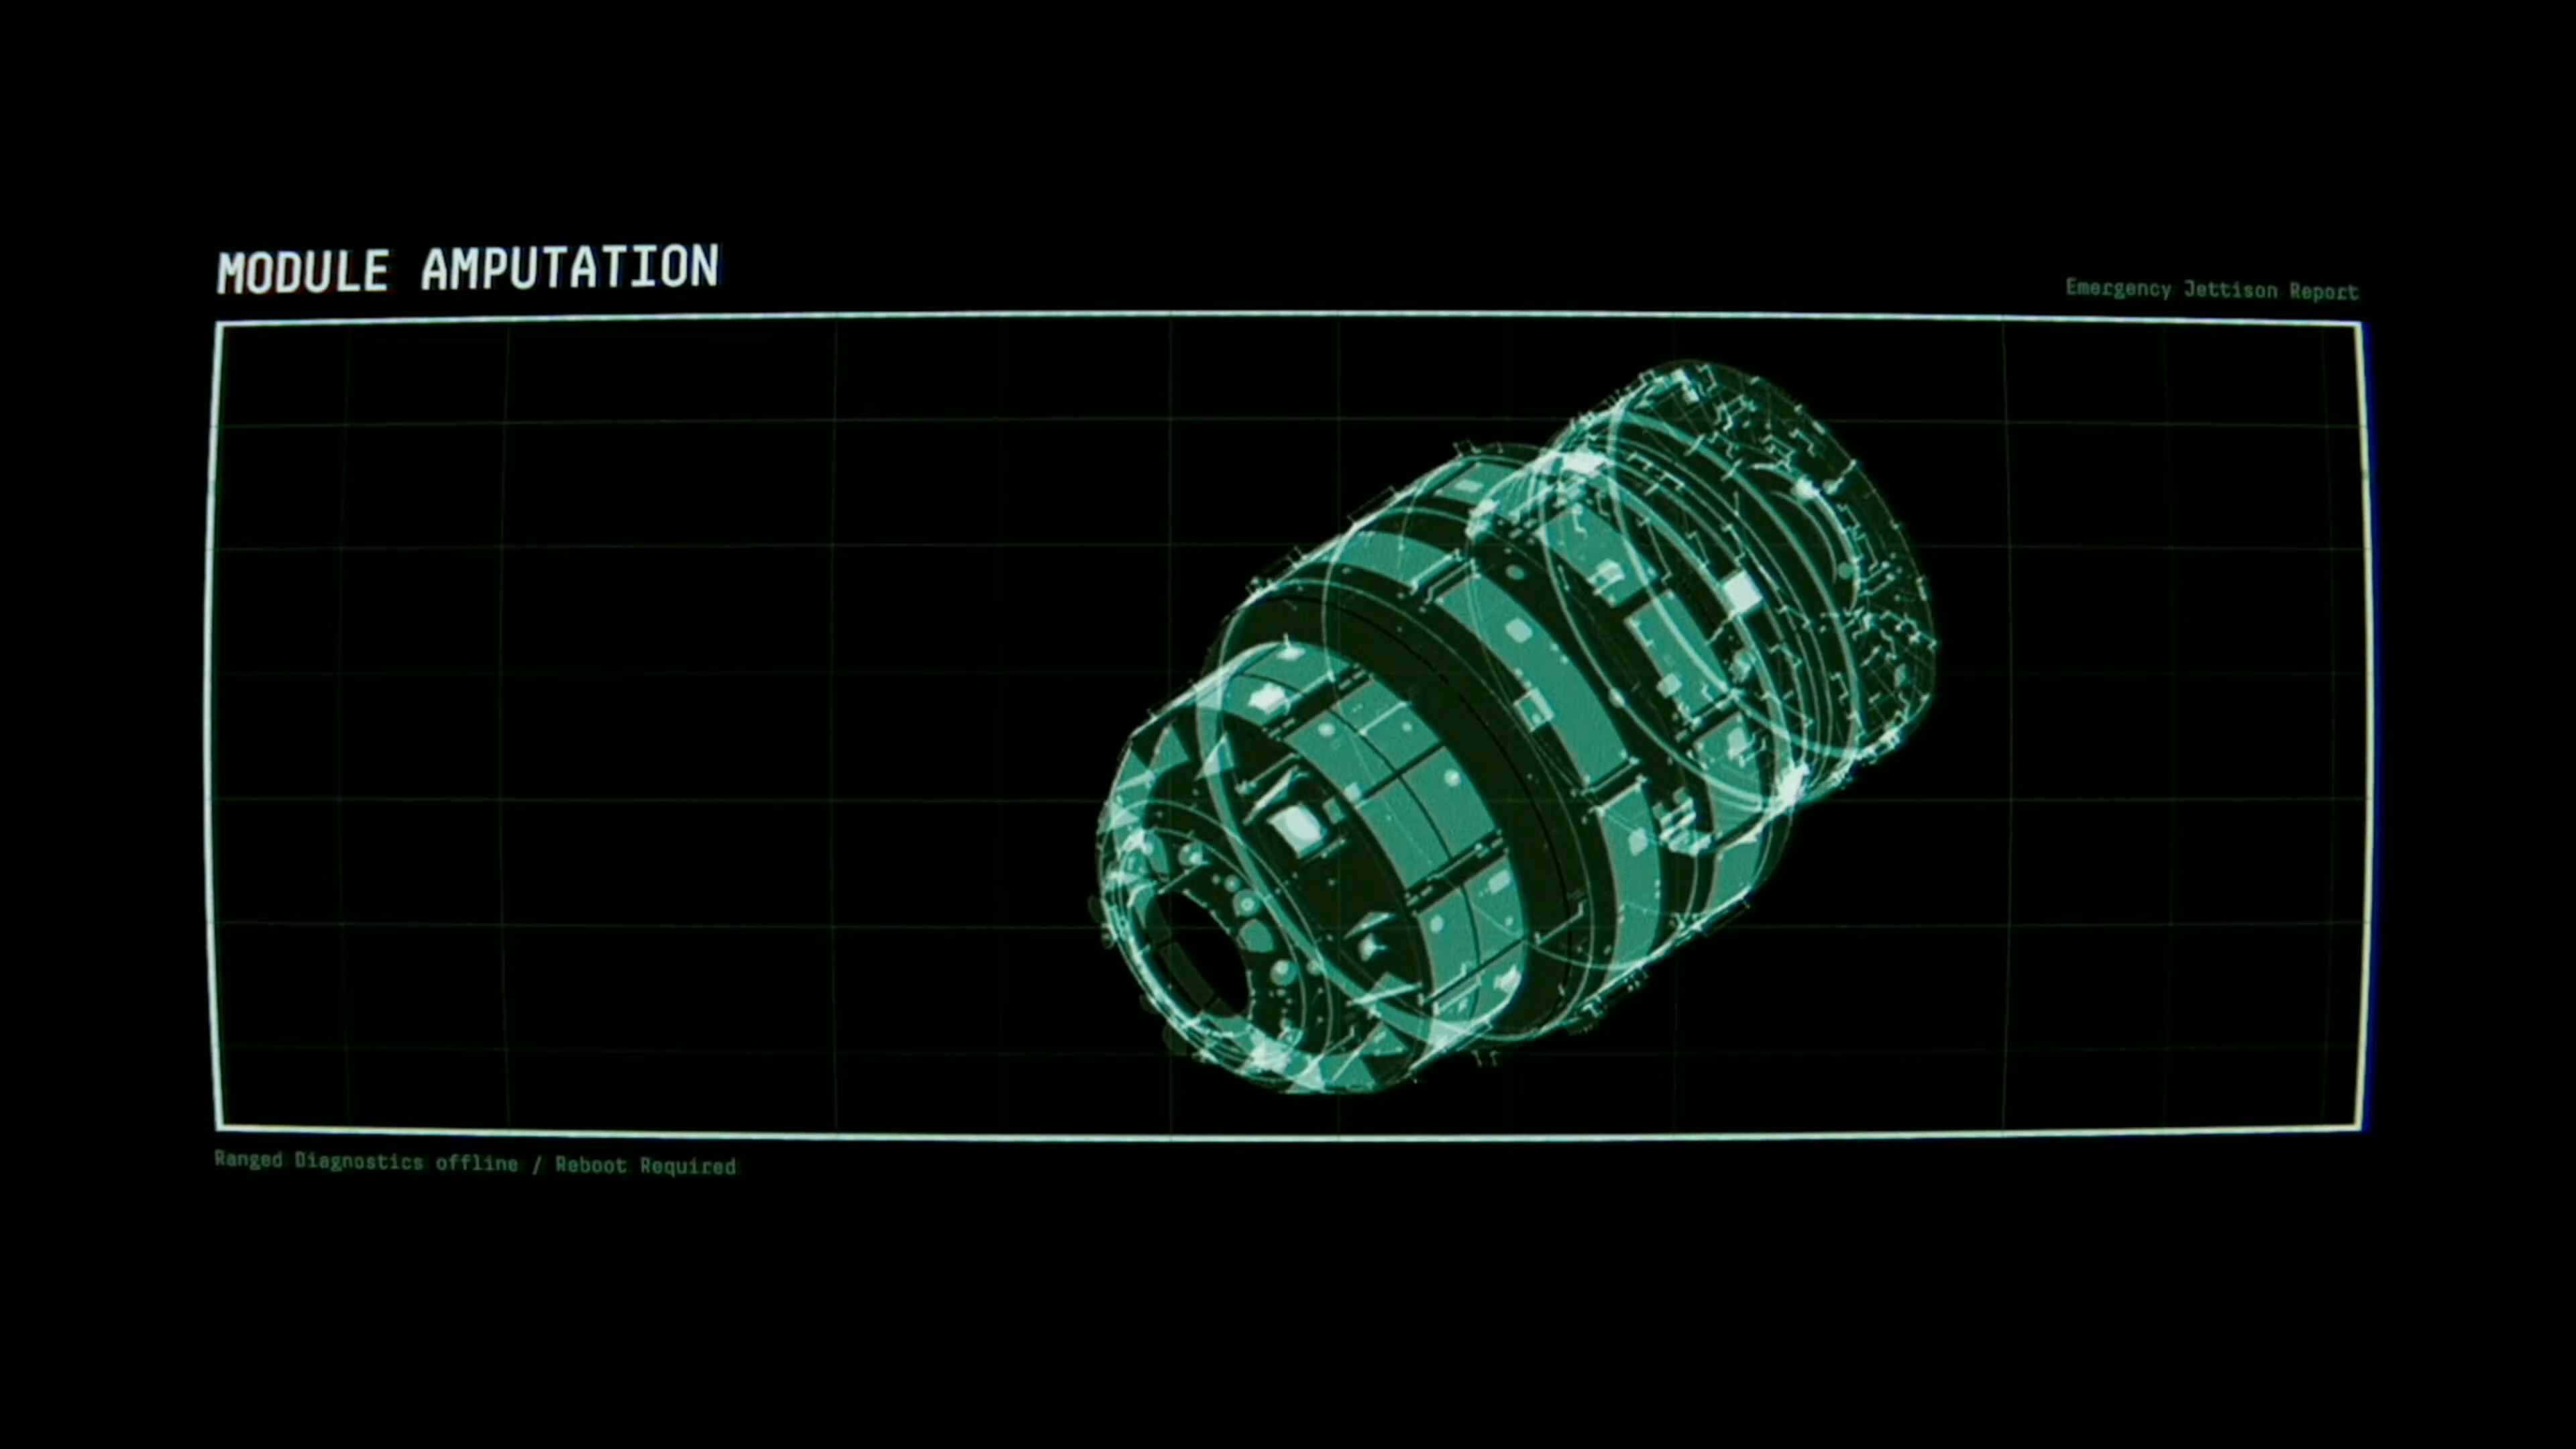 MODULE AMPUTATION
Emergency Jettison Report
Ranged Diagnostics offline / Reboot Required